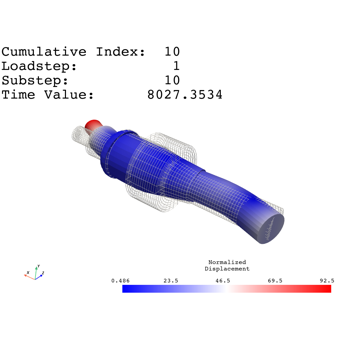 Cumulative Index: 10
Loadstep: 1
Substep: 10
Time Value: 8027.3534
Normalized
Displacement
0.486 23.5 46.5 69.5 92.5